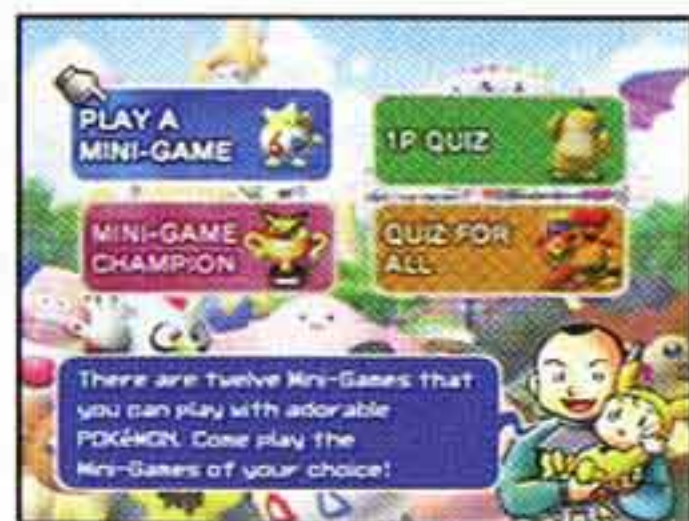 PLAY A
MINI-GAME
1P QUIZ
MINI-GAME
CHAMPION
QUIZ FOR
ALL
There are twelve Mini-Games that
you can play with adorable
POKéMON. Come play the
Mini-Games of your choice!